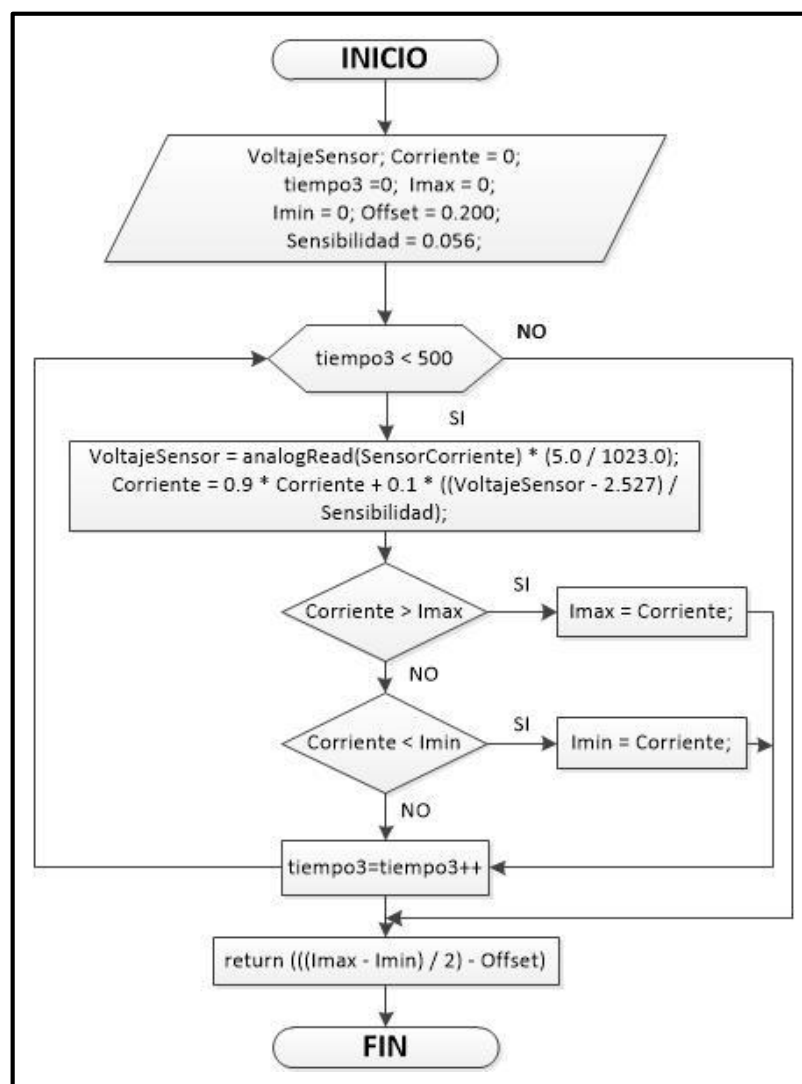 INICIO
VoltajeSensor; Corriente = 0;
tiempo3 =0; Imax = 0;
Imin = 0; Offset = 0.200;
Sensibilidad = 0.056;
NO
tiempo3 < 500
SI
VoltajeSensor = analogRead(SensorCorriente) * (5.0 / 1023.0);
Corriente = 0.9 * Corriente + 0.1 * ((VoltajeSensor - 2.527) /
Sensibilidad);
SI
Corriente > Imax
Imax = Corriente;
NO
SI
Corriente < Imin
Imin = Corriente;
NO
tiempo3=tiempo3++
return (((Imax - Imin) / 2) - Offset)
FIN